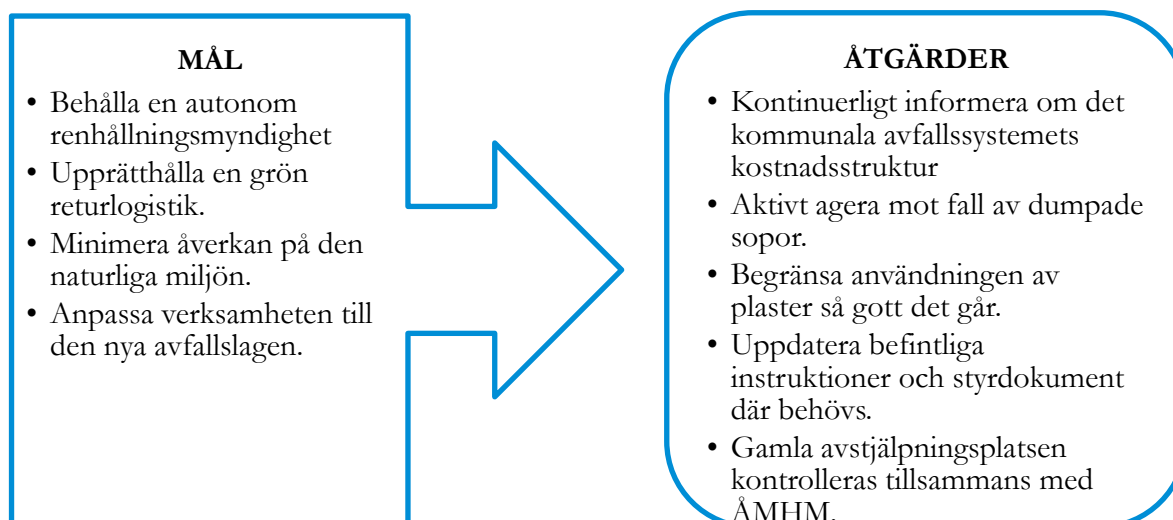 MÅL
• Behålla en autonom
renhållningsmyndighet
• Upprätthålla en grön
returlogistik.
• Minimera åverkan på den
naturliga miljön.
• Anpassa verksamheten till
den nya avfallslagen.
ÅTGÄRDER
• Kontinuerligt informera om det
kommunala avfallssystemets
kostnadsstruktur
• Aktivt agera mot fall av dumpade
sopor.
• Begränsa användningen av
plaster så gott det går.
• Uppdatera befintliga
instruktioner och styrdokument
där behövs.
• Gamla avstjälpningsplatsen
kontrolleras tillsammans med
ÅMHM.